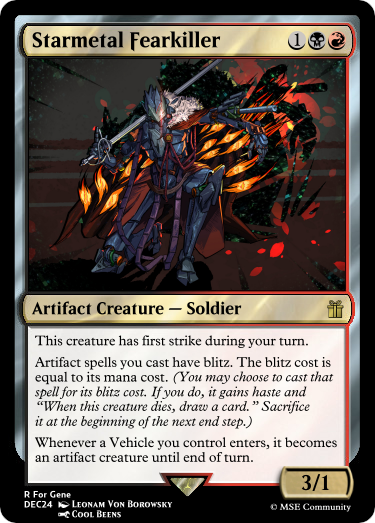 Starmetal Fearkiller 1
Artifact Creature — Soldier
This creature has first strike during your turn.
Artifact spells you cast have blitz. The blitz cost is
equal to its mana cost. (You may choose to cast that
spell for its blitz cost. If you do, it gains haste and
“When this creature dies, draw a card.” Sacrifice
it at the beginning of the next end step.)
Whenever a Vehicle you control enters, it becomes
an artifact creature until end of turn.
3/1
R For Gene
DEC24 Leonam Von Borowsky
Cool Beens
© MSE Community